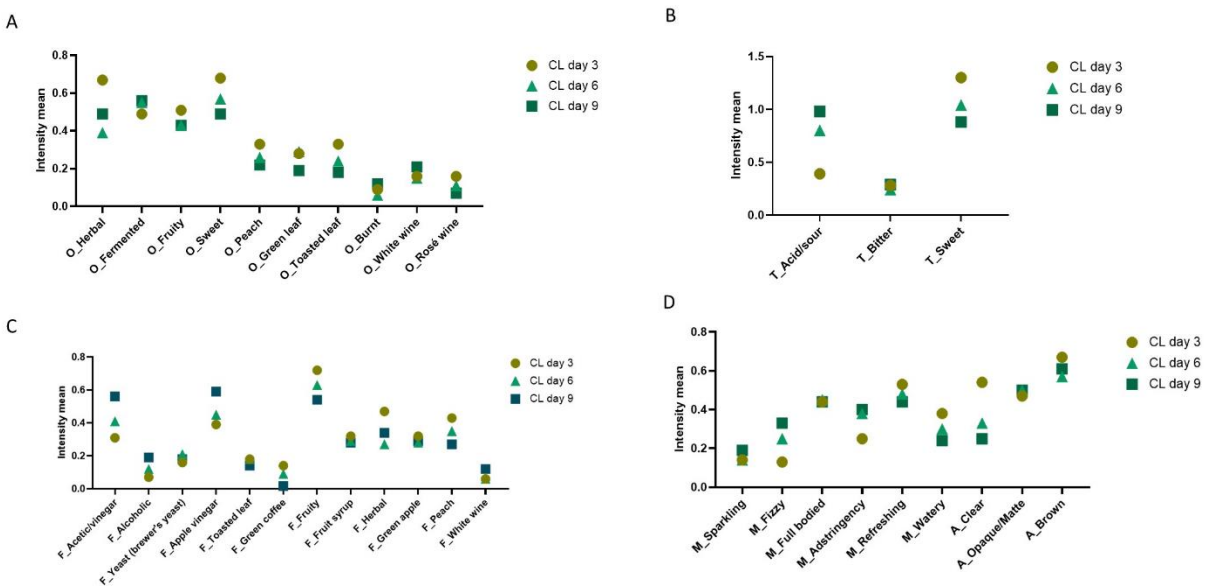 A
Intensity mean
0.8
0.6
0.4
0.2
0.0
O_Herbal
O_Fermented
O_Fruity
O_Sweet
O_Peach
O_Green leaf
O_Toasted leaf
O_Burnt
O_White wine
O_Rosé wine
CL day 3
CL day 6
CL day 9
B
Intensity mean
1.5
1.0
0.5
0.0
T_Acid/sour
T_Bitter
T_Sweet
CL day 3
CL day 6
CL day 9
C
Intensity mean
0.8
0.6
0.4
0.2
0.0
F_Acetic/vinegar
F_Alcoholic
F_Yeast (brewer's yeast)
F_Apple vinegar
F_Toasted leaf
F_Green coffee
F_Fruity
F_Fruit syrup
F_Herbal
F_Green apple
F_Peach
F_White wine
CL day 3
CL day 6
CL day 9
D
Intensity mean
0.8
0.6
0.4
0.2
0.0
M_Sparkling
M_Fizzy
M_Full bodied
M_Adstringency
M_Refreshing
M_Watery
A_Clear
A_Opaque/Matte
A_Brown
CL day 3
CL day 6
CL day 9